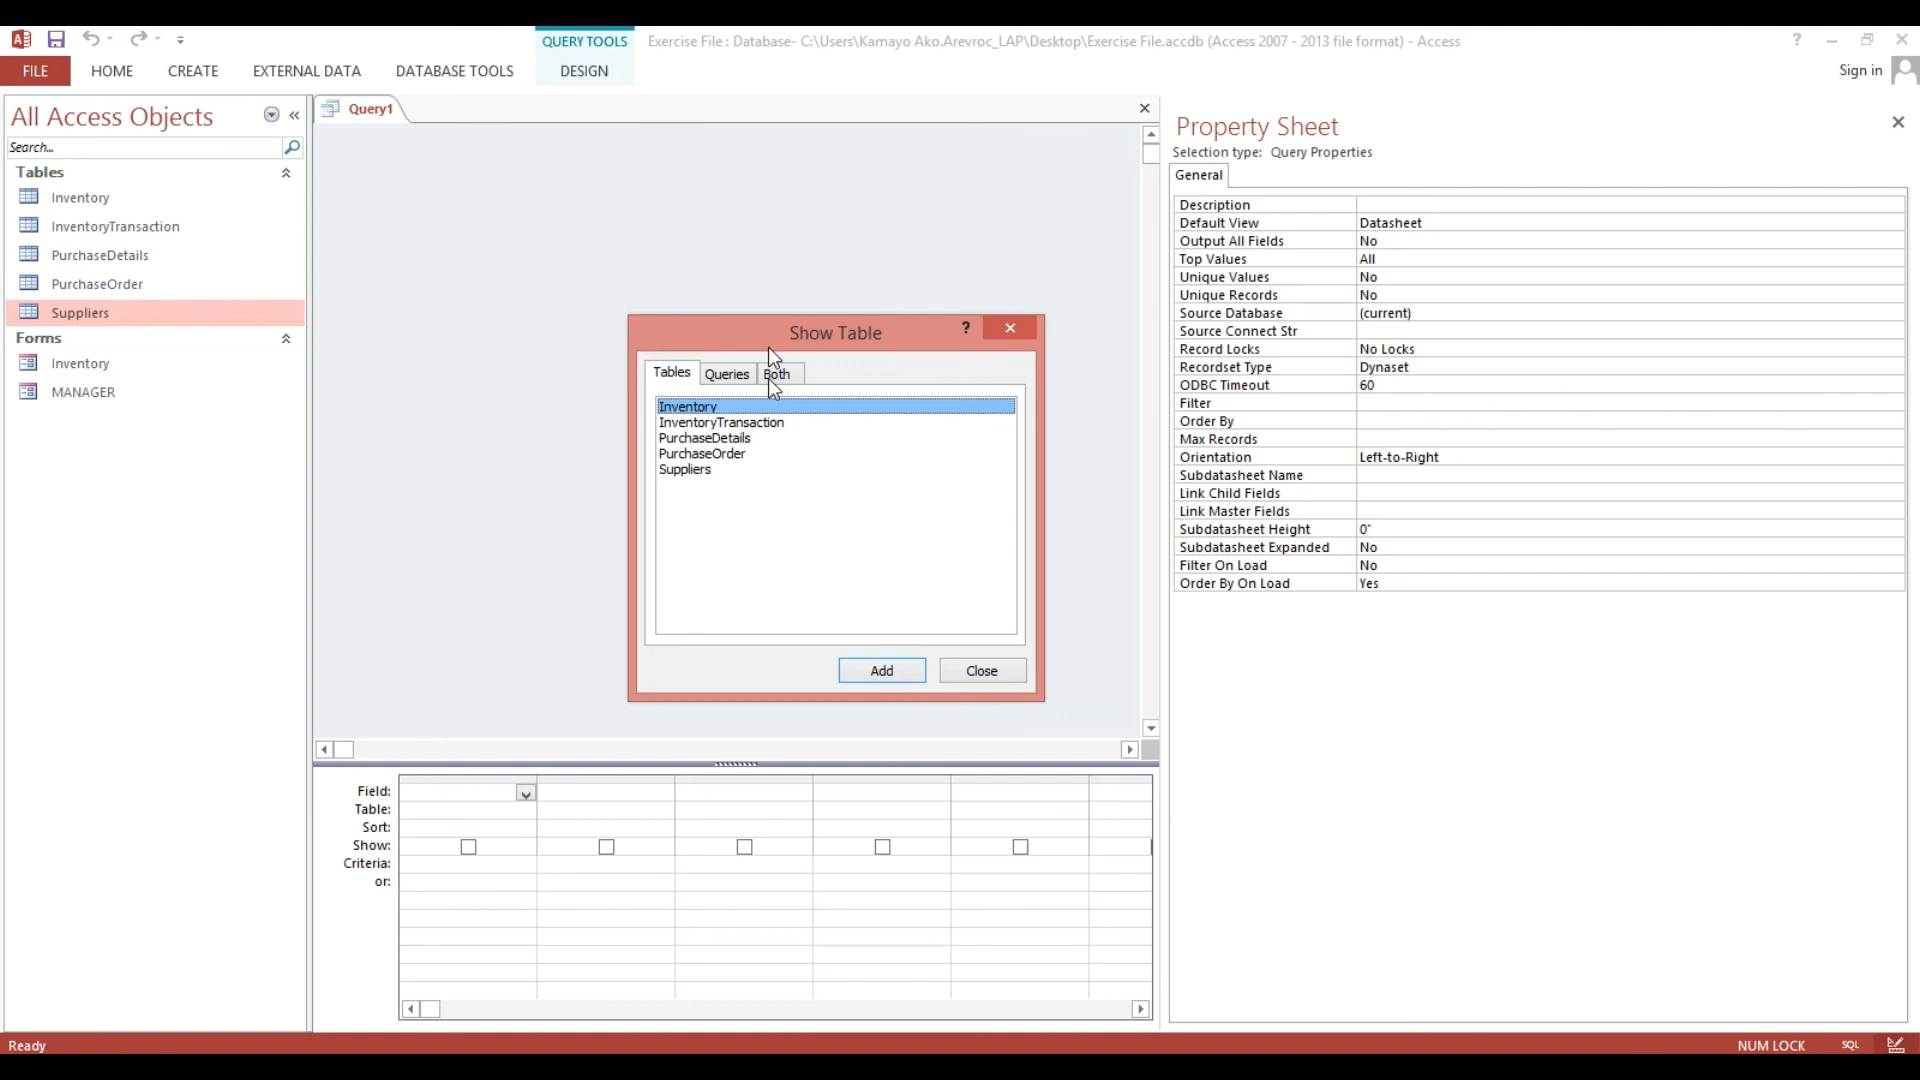 QUERY TOOLS
Exercise File : Database- C:\Users\Kamayo Ako.Arevroc_LAP\Desktop\Exercise File.accdb (Access 2007 - 2013 file format) - Access
?
FILE
HOME
CREATE
EXTERNAL DATA
DATABASE TOOLS
DESIGN
Sign in
All Access Objects
Search...
Tables
Inventory
InventoryTransaction
PurchaseDetails
PurchaseOrder
Suppliers
Forms
Inventory
MANAGER
Query1
Show Table
?
Tables
Queries
Both
Inventory
InventoryTransaction
PurchaseDetails
PurchaseOrder
Suppliers
Add
Close
Field:
Table:
Sort:
Show:
Criteria:
or:
Property Sheet
Selection type: Query Properties
General
Description
Default View Datasheet
Output All Fields No
Top Values All
Unique Values No
Unique Records No
Source Database (current)
Source Connect Str
Record Locks No Locks
Recordset Type Dynaset
ODBC Timeout 60
Filter
Order By
Max Records
Orientation Left-to-Right
Subdatasheet Name
Link Child Fields
Link Master Fields
Subdatasheet Height 0"
Subdatasheet Expanded No
Filter On Load No
Order By On Load Yes
Ready
NUM LOCK
SQL